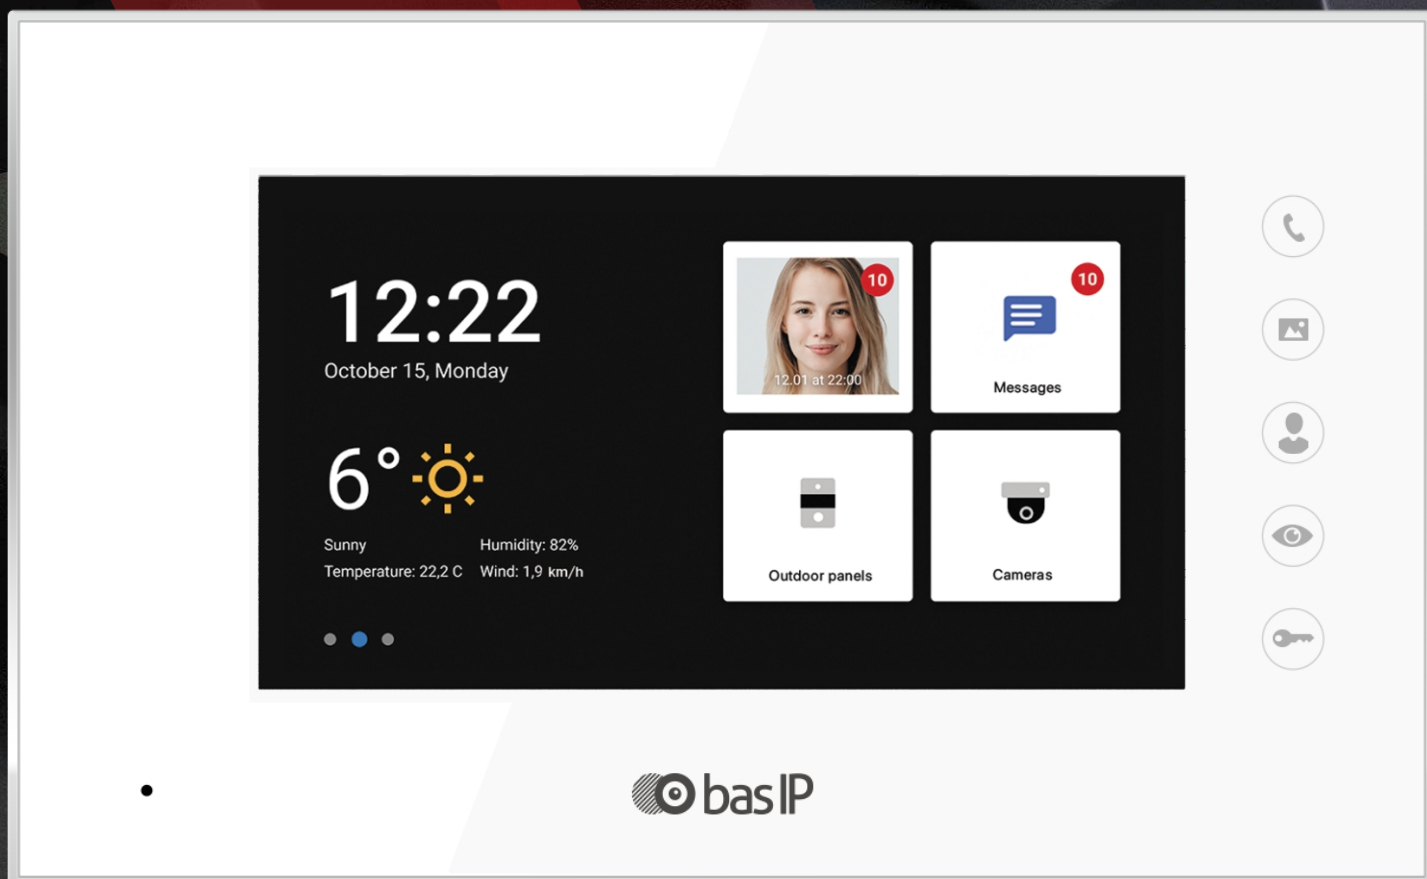 12:22
October 15, Monday
6°
Sunny
Humidity: 82%
Temperature: 22,2 C
Wind: 1,9 km/h
10
12.01 at 22:00
10
Messages
Outdoor panels
Cameras
bas IP